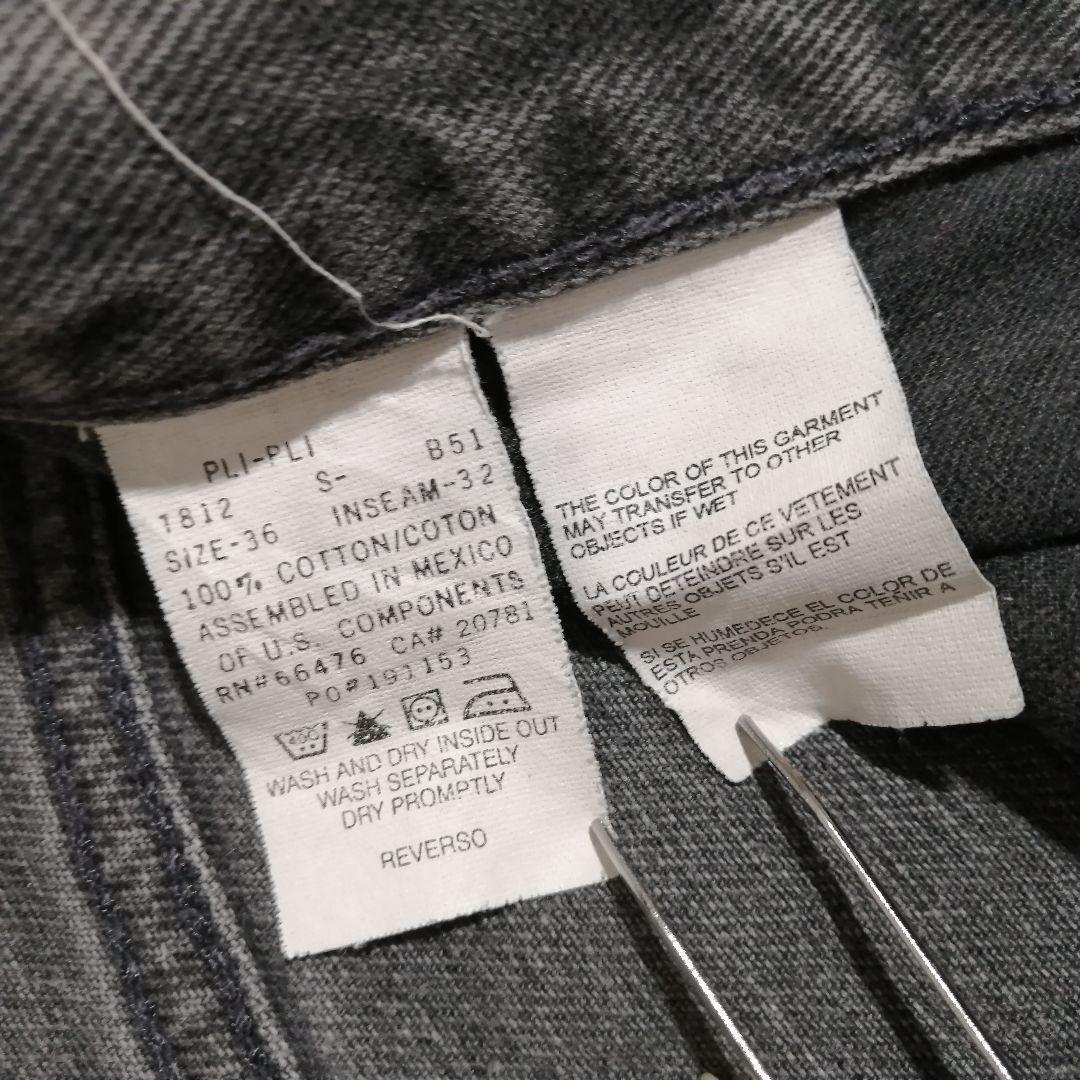 PLI-PLI
1812 S- B51
SIZE-36 INSEAM-32
100% COTTON/COTON
ASSEMBLED IN MEXICO
OF U.S. COMPONENTS
RN#66476 CA# 20781
PO#191153
WASH AND DRY INSIDE OUT
WASH SEPARATELY
DRY PROMPTLY
REVERSO
THE COLOR OF THIS GARMENT
MAY TRANSFER TO OTHER
OBJECTS IF WET
LA COULEUR DE CE VETEMENT
PEUT DETEINDRE SUR LES
AUTRES OBJETS S'IL EST
MOUILLE
SI SE HUMEDECE EL COLOR DE
ESTA PRENDA PODRA TENIR A
OTROS OBJETOS.